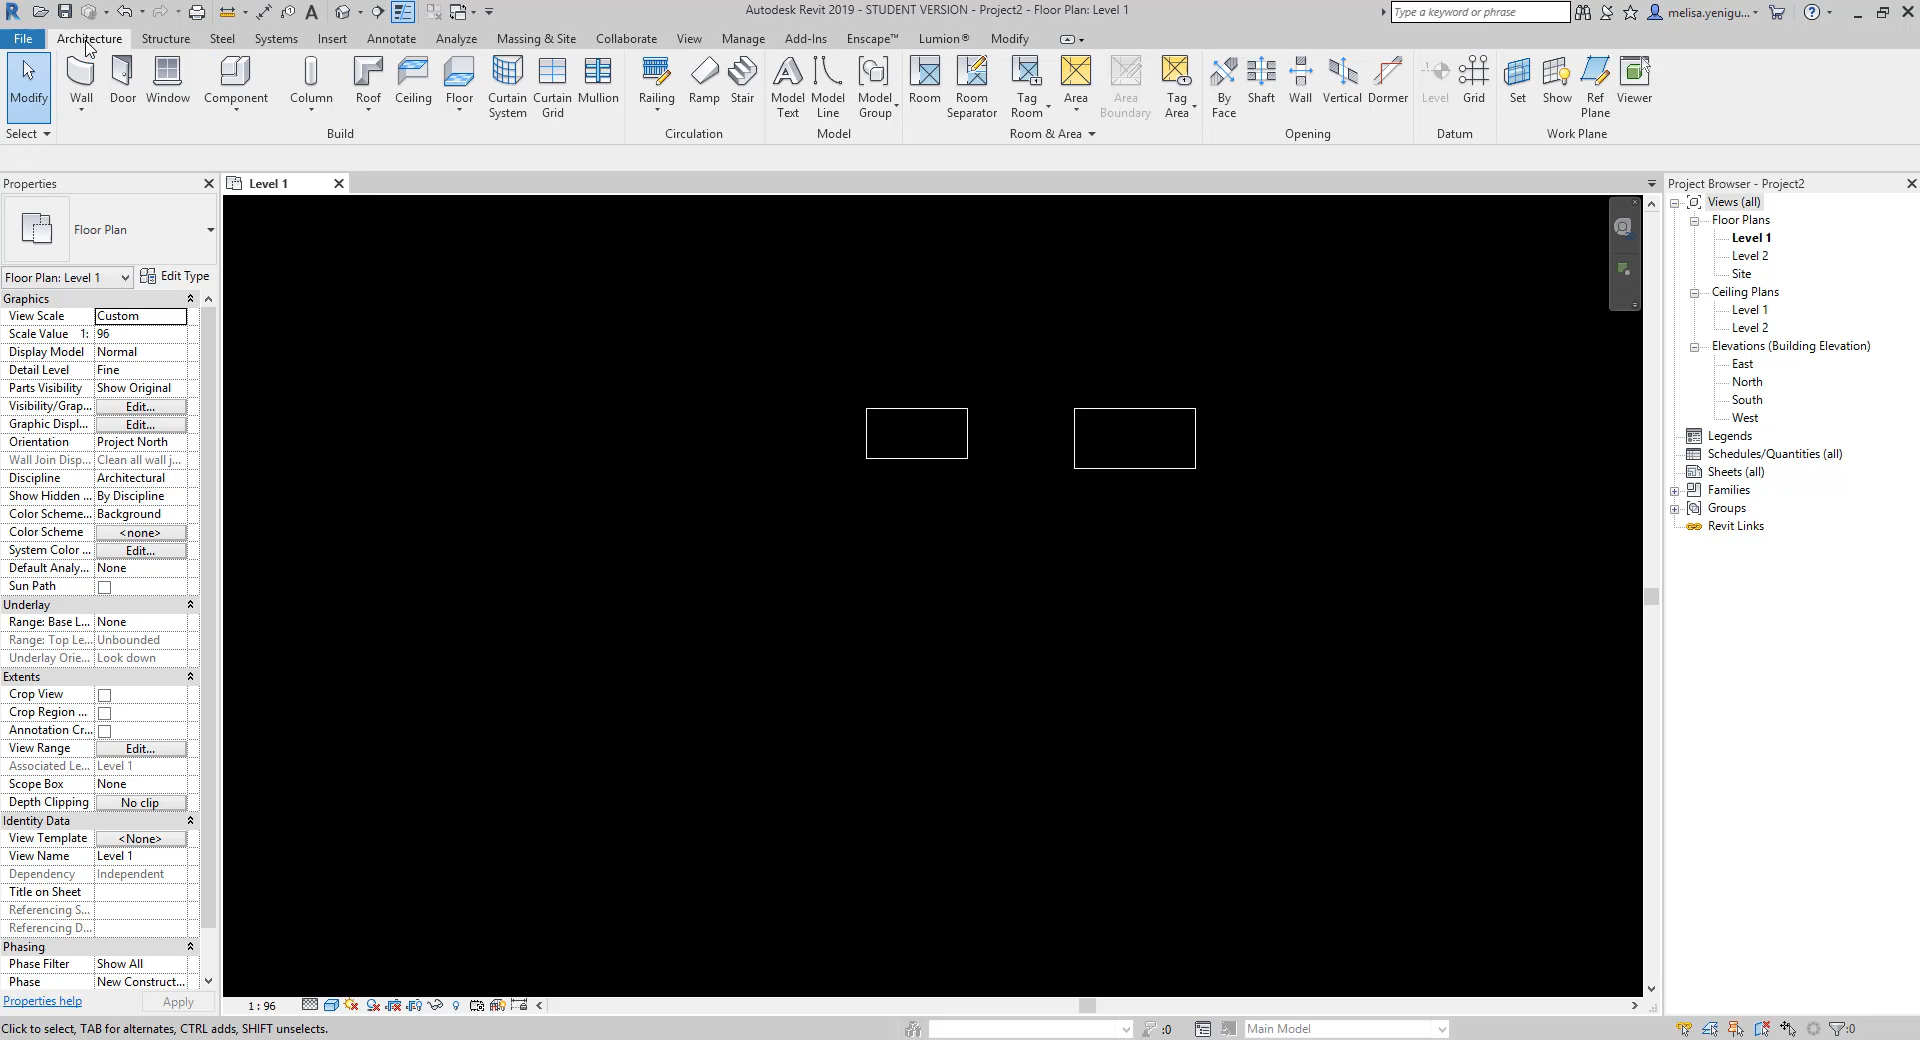 Autodesk Revit 2019 - STUDENT VERSION - Project2 - Floor Plan: Level 1
Type a keyword or phrase
melisa.yenigu...
File Architecture Structure Steel Systems Insert Annotate Analyze Massing & Site Collaborate View Manage Add-Ins Enscape™ Lumion® Modify
Modify Wall Door Window Component Column Roof Ceiling Floor Curtain System Curtain Grid Mullion Railing Ramp Stair Model Text Model Line Model Group Room Room Separator Tag Room Area Area Boundary Tag Area By Face Shaft Wall Vertical Dormer Level Grid Set Show Ref Plane Viewer
Select Build Circulation Model Room & Area Opening Datum Work Plane
Properties
Floor Plan
Floor Plan: Level 1 Edit Type
Graphics
View Scale Custom
Scale Value 1: 96
Display Model Normal
Detail Level Fine
Parts Visibility Show Original
Visibility/Grap... Edit...
Graphic Displ... Edit...
Orientation Project North
Wall Join Disp... Clean all wall j...
Discipline Architectural
Show Hidden ... By Discipline
Color Scheme... Background
Color Scheme <none>
System Color ... Edit...
Default Analy... None
Sun Path
Underlay
Range: Base L... None
Range: Top Le... Unbounded
Underlay Orie... Look down
Extents
Crop View
Crop Region ...
Annotation Cr...
View Range Edit...
Associated Le... Level 1
Scope Box None
Depth Clipping No clip
Identity Data
View Template <None>
View Name Level 1
Dependency Independent
Title on Sheet
Referencing S...
Referencing D...
Phasing
Phase Filter Show All
Phase New Construct...
Properties help Apply
Level 1
1 : 96
Project Browser - Project2
Views (all)
Floor Plans
Level 1
Level 2
Site
Ceiling Plans
Level 1
Level 2
Elevations (Building Elevation)
East
North
South
West
Legends
Schedules/Quantities (all)
Sheets (all)
Families
Groups
Revit Links
Click to select, TAB for alternates, CTRL adds, SHIFT unselects.
:0
Main Model
:0